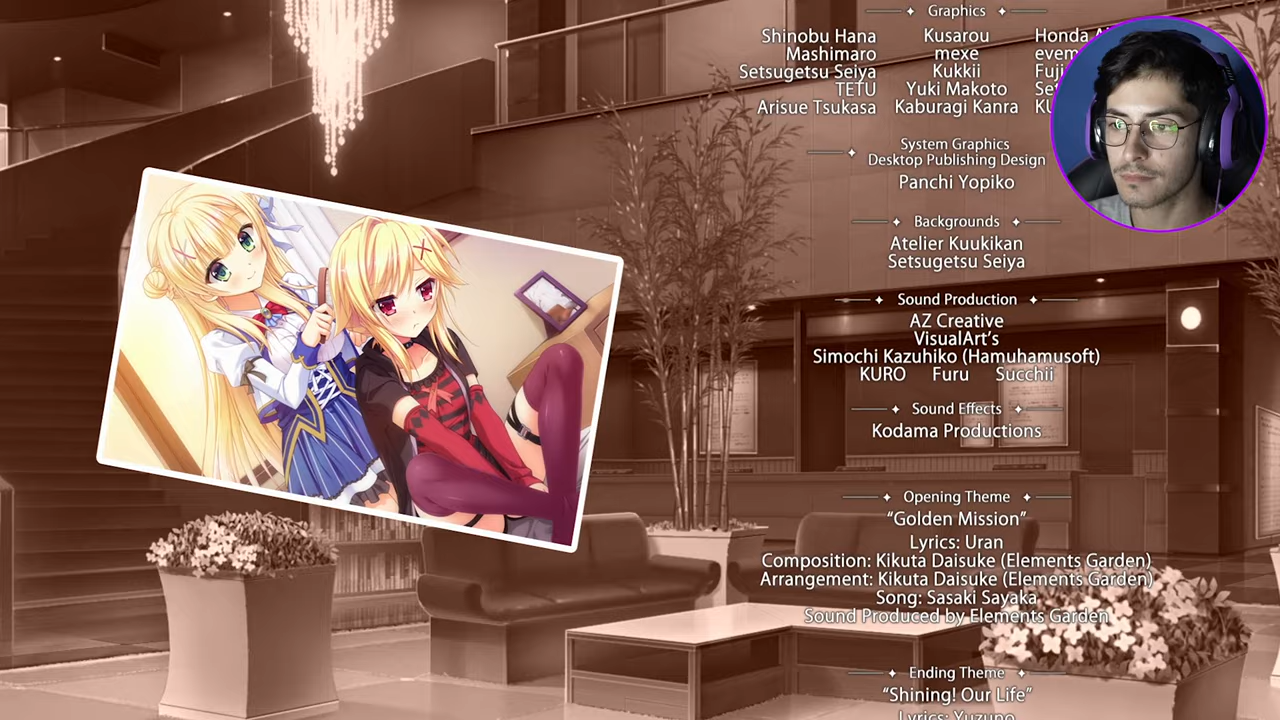 Graphics
Shinobu Hana Kusarou Honda
Mashimaro mexe
Setsugetsu Seiya Kukkii
TETU Yuki Makoto
Arisue Tsukasa Kaburagi Kanra
System Graphics
Desktop Publishing Design
Panchi Yopiko
Backgrounds
Atelier Kuukikan
Setsugetsu Seiya
Sound Production
AZ Creative
VisualArt's
Simochi Kazuhiko (Hamuhamusoft)
KURO Furu Succhii
Sound Effects
Kodama Productions
Opening Theme
“Golden Mission”
Lyrics: Uran
Composition: Kikuta Daisuke (Elements Garden)
Arrangement: Kikuta Daisuke (Elements Garden)
Song: Sasaki Sayaka
Sound Produced by Elements Garden
Ending Theme
“Shining! Our Life”
Lyrics: Yuzuno